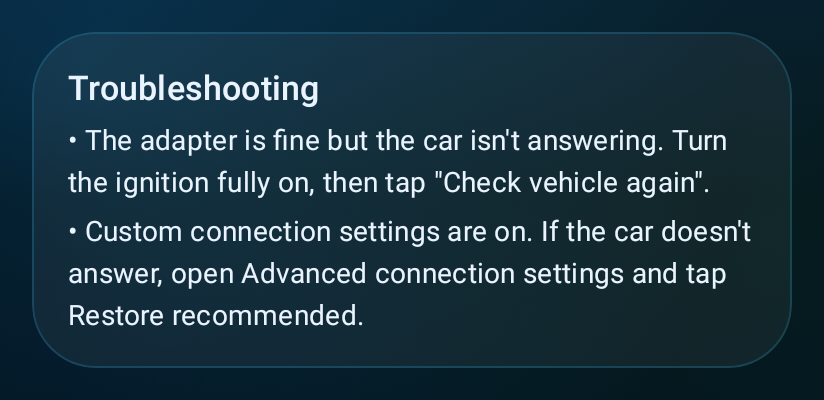 Troubleshooting
• The adapter is fine but the car isn't answering. Turn
the ignition fully on, then tap "Check vehicle again".
• Custom connection settings are on. If the car doesn't
answer, open Advanced connection settings and tap
Restore recommended.